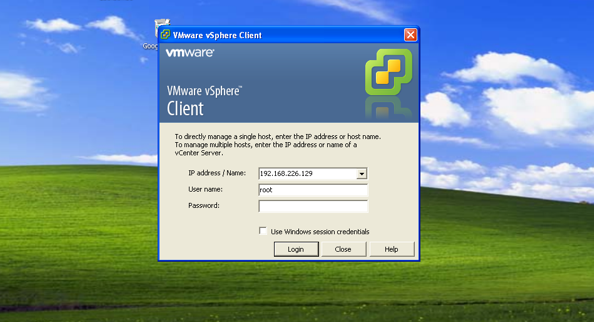 Goog
VMware vSphere Client
vmware®
VMware vSphere™
Client
To directly manage a single host, enter the IP address or host name.
To manage multiple hosts, enter the IP address or name of a
vCenter Server.
IP address / Name: 192.168.226.129
User name: root
Password:
Use Windows session credentials
Login Close Help